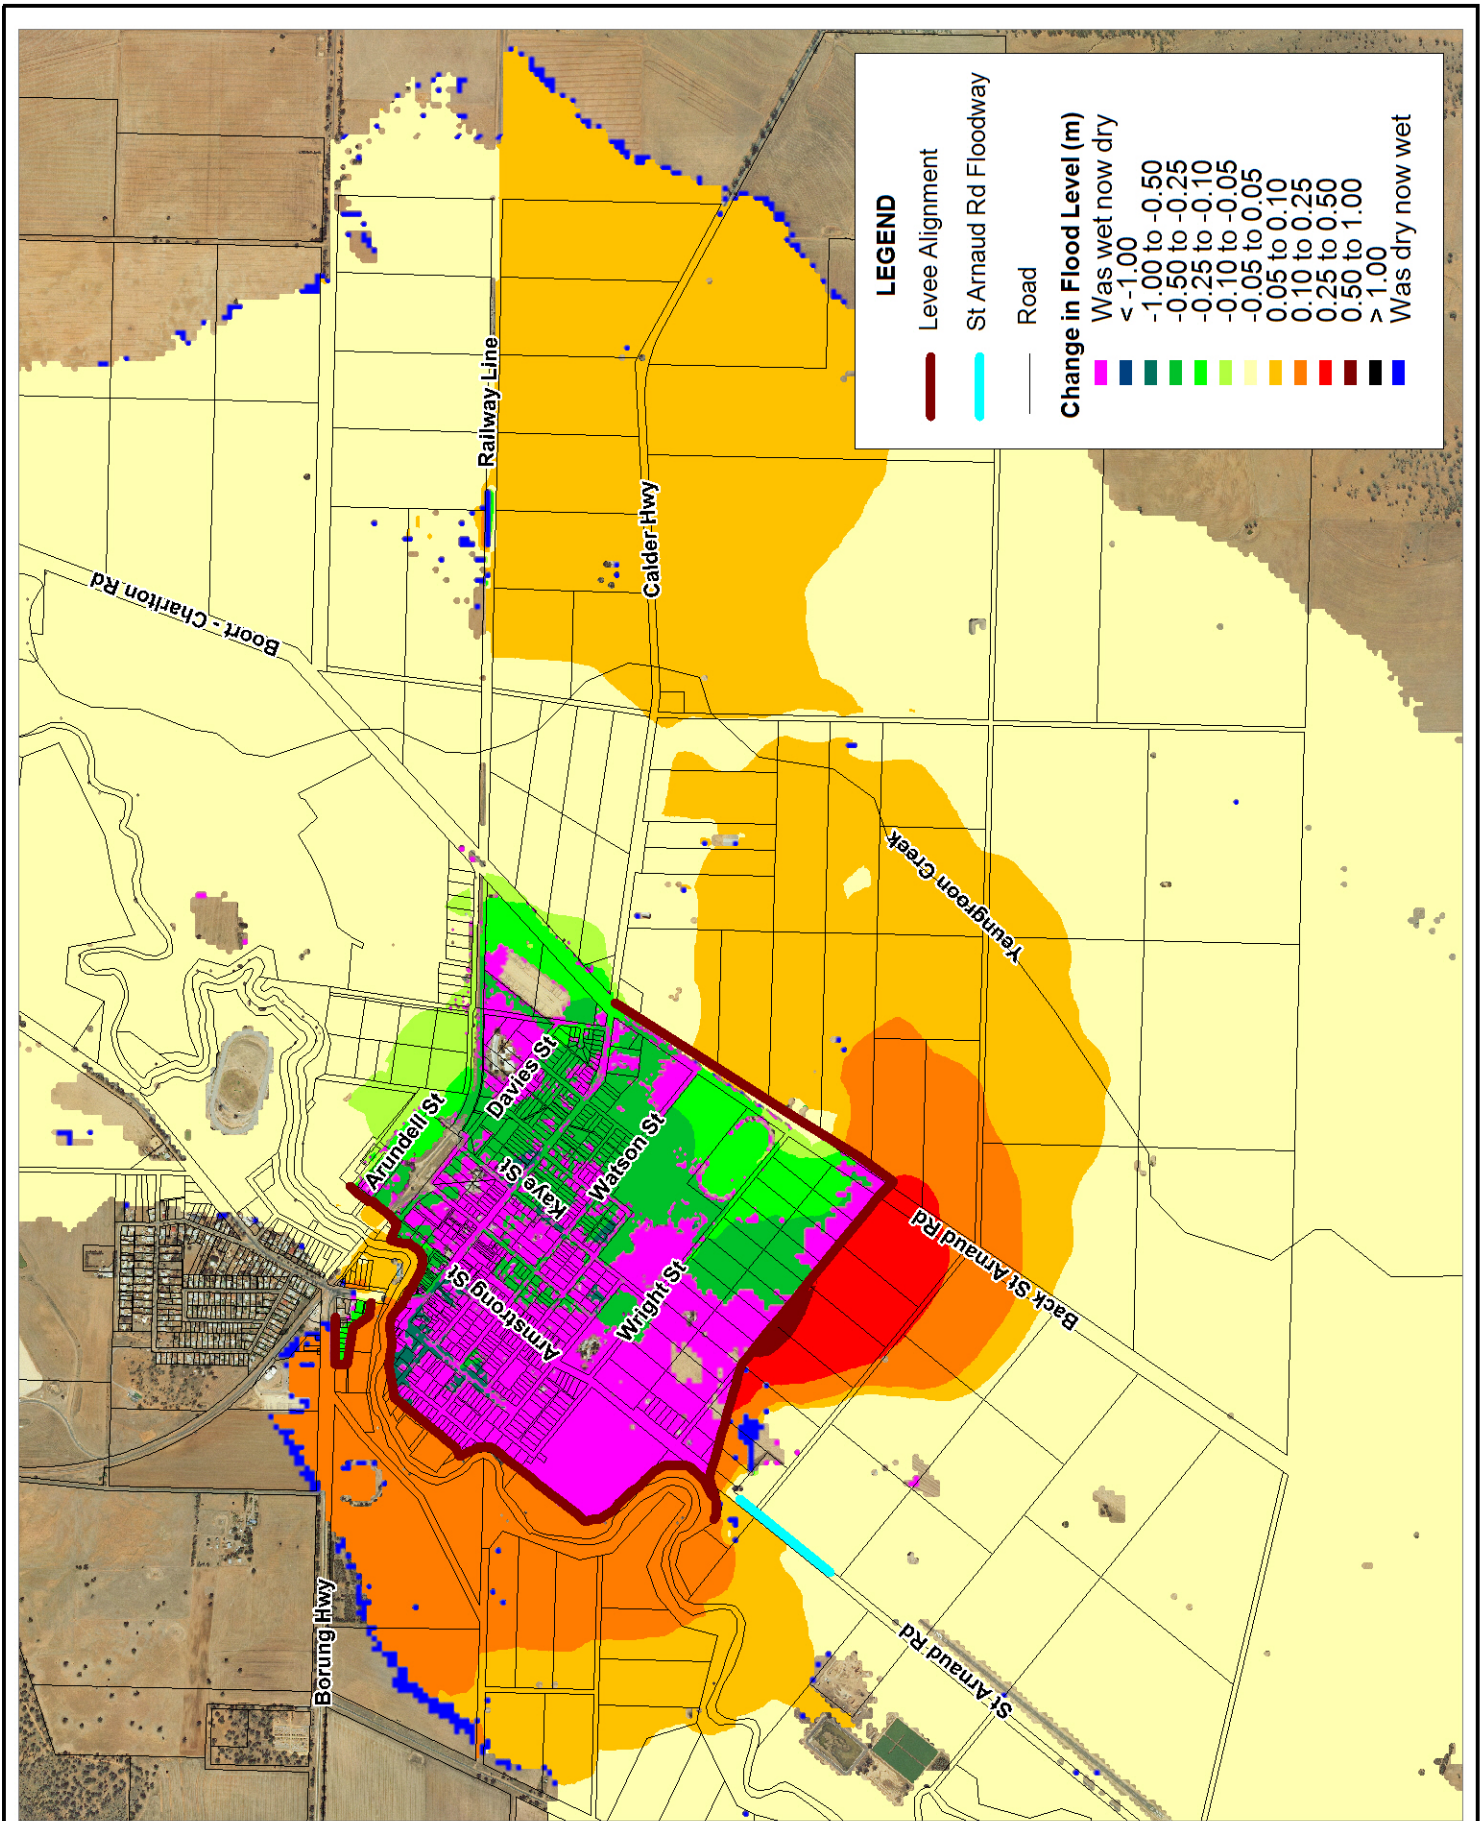 LEGEND
Levee Alignment
St Arnaud Rd Floodway
Road
Change in Flood Level (m)
Was wet now dry
< -1.00
-1.00 to -0.50
-0.50 to -0.25
-0.25 to -0.10
-0.10 to -0.05
-0.05 to 0.05
0.05 to 0.10
0.10 to 0.25
0.25 to 0.50
0.50 to 1.00
> 1.00
Was dry now wet
Boort - Charlton Rd
Railway Line
Calder Hwy
Yeungroon Creek
Arundell St
Davies St
Kaye St
Watson St
Armstrong St
Wright St
Back St Arnaud Rd
Borung Hwy
St Arnaud Rd